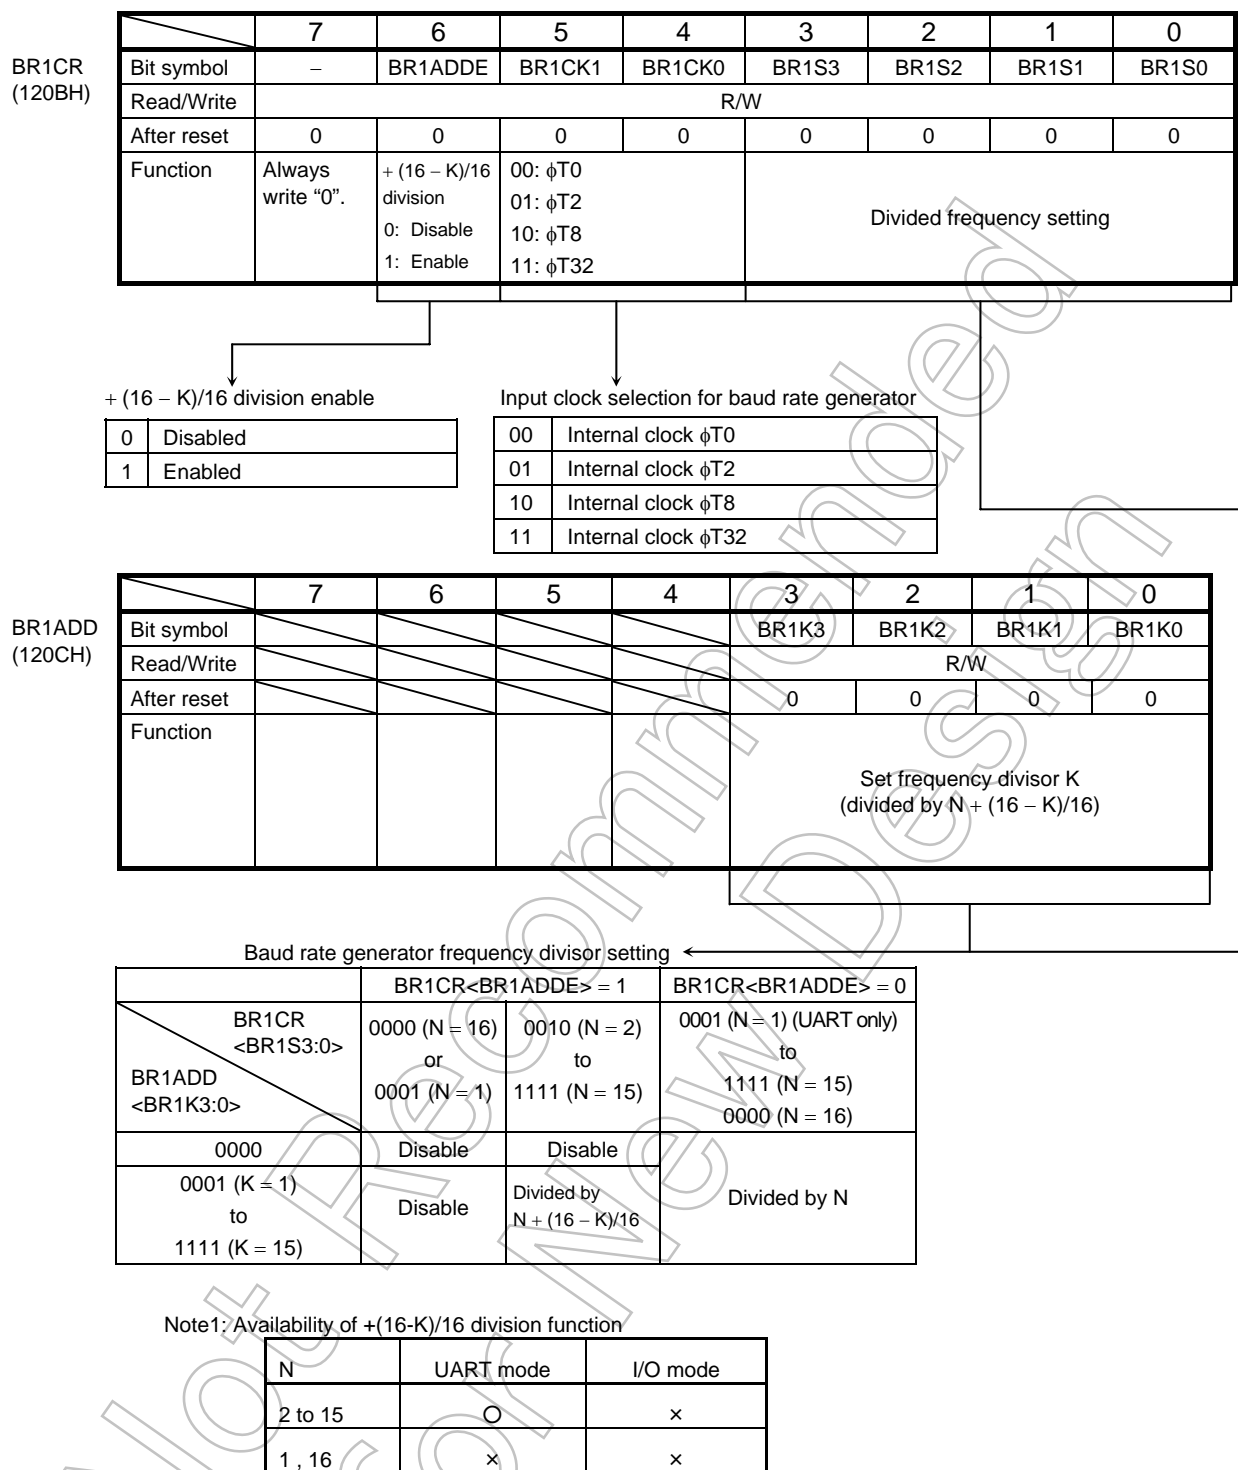 7 6 5 4 3 2 1 0
BR1CR
(120BH)
Bit symbol – BR1ADDE BR1CK1 BR1CK0 BR1S3 BR1S2 BR1S1 BR1S0
Read/Write R/W
After reset 0 0 0 0 0 0 0 0
Function
Always
write “0”.
+ (16 − K)/16
division
0: Disable
1: Enable
00: ϕT0
01: ϕT2
10: ϕT8
11: ϕT32
Divided frequency setting
+ (16 − K)/16 division enable
0 Disabled
1 Enabled
Input clock selection for baud rate generator
00 Internal clock ϕT0
01 Internal clock ϕT2
10 Internal clock ϕT8
11 Internal clock ϕT32
7 6 5 4 3 2 1 0
BR1ADD
(120CH)
Bit symbol BR1K3 BR1K2 BR1K1 BR1K0
Read/Write R/W
After reset 0 0 0 0
Function
Set frequency divisor K
(divided by N + (16 − K)/16)
Baud rate generator frequency divisor setting
BR1CR<BR1ADDE> = 1 BR1CR<BR1ADDE> = 0
BR1CR
<BR1S3:0>
BR1ADD
<BR1K3:0>
0000 (N = 16)
or
0001 (N = 1)
0010 (N = 2)
to
1111 (N = 15)
0001 (N = 1) (UART only)
to
1111 (N = 15)
0000 (N = 16)
0000 Disable Disable
0001 (K = 1)
to
1111 (K = 15)
Disable
Divided by
N + (16 − K)/16
Divided by N
Note1: Availability of +(16-K)/16 division function
N UART mode I/O mode
2 to 15 ○ ×
1 , 16 × ×
Not Recommended
for New Design